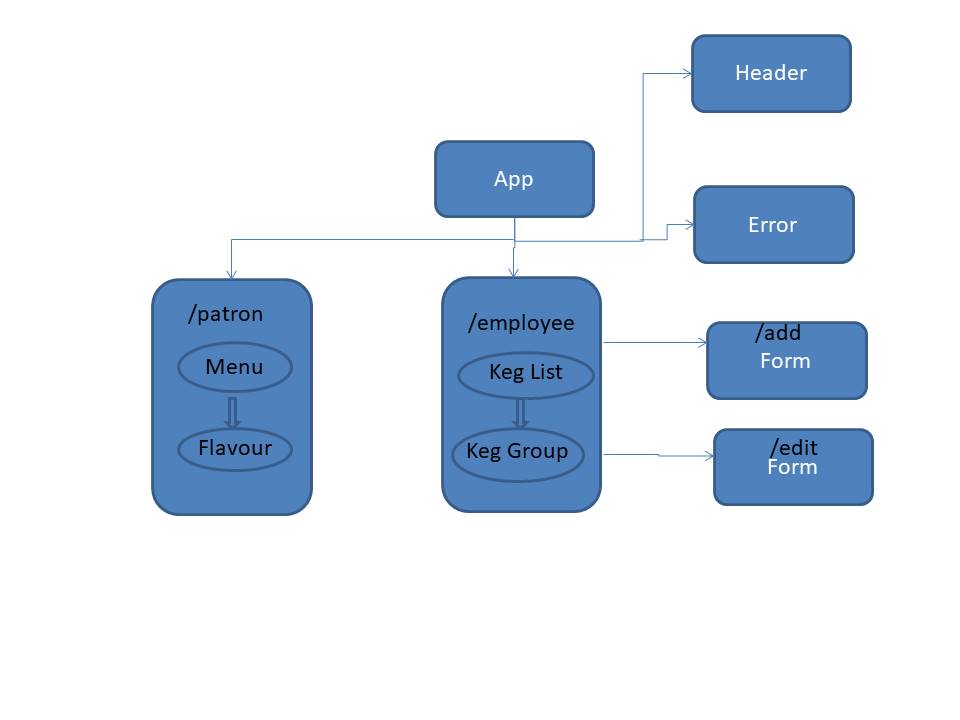 Header
App
Error
/patron
Menu
Flavour
/employee
Keg List
Keg Group
/add
Form
/edit
Form